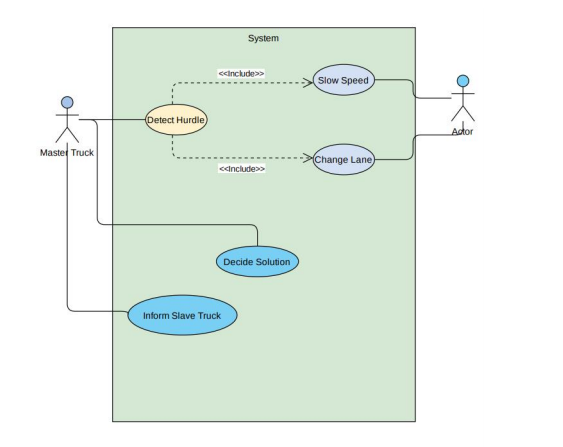 System
<<Include>>
Slow Speed
Detect Hurdle
Actor
Master Truck
Change Lane
<<Include>>
Decide Solution
Inform Slave Truck